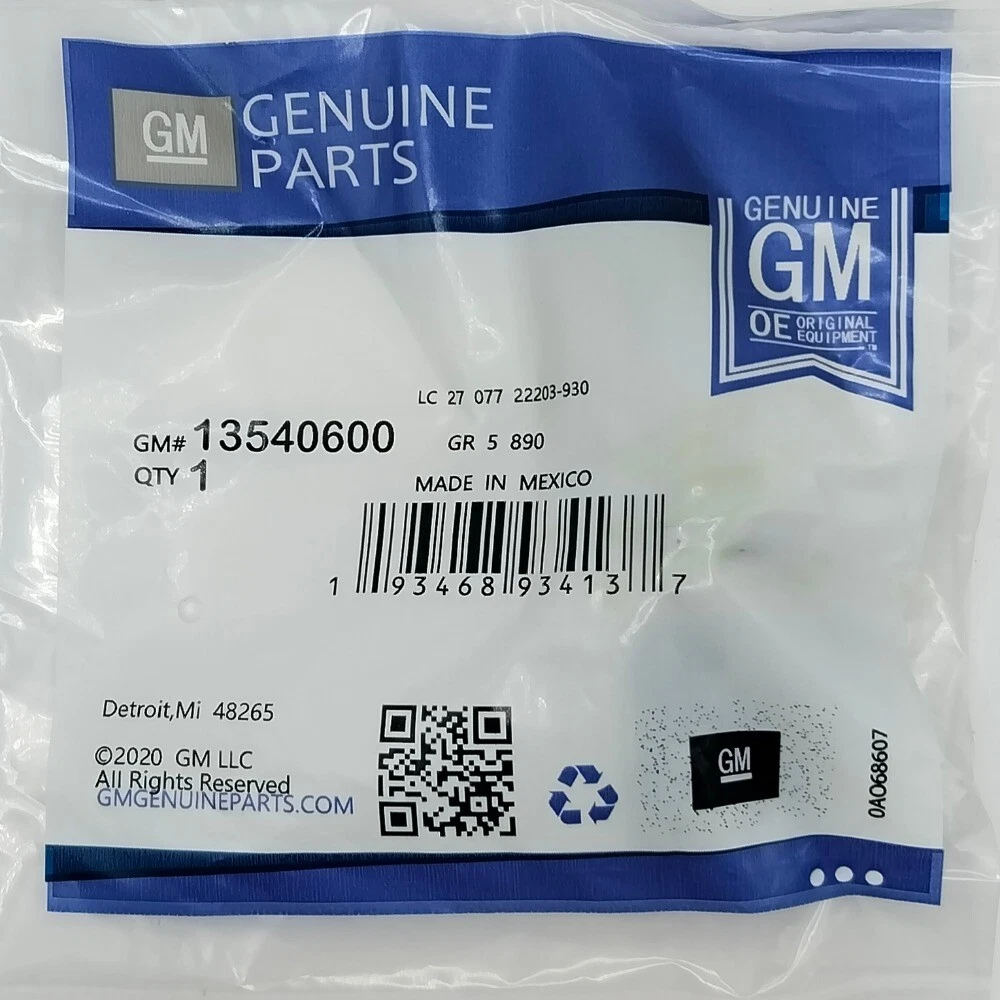 GM GENUINE
PARTS
GENUINE
GM
OE ORIGINAL
EQUIPMENT™
LC 27 077 22203-930
GM# 13540600
GR 5 890
QTY 1
MADE IN MEXICO
1 93468 93413 7
Detroit,Mi 48265
©2020 GM LLC
All Rights Reserved
GMGENUINEPARTS.COM
GM
0A068607